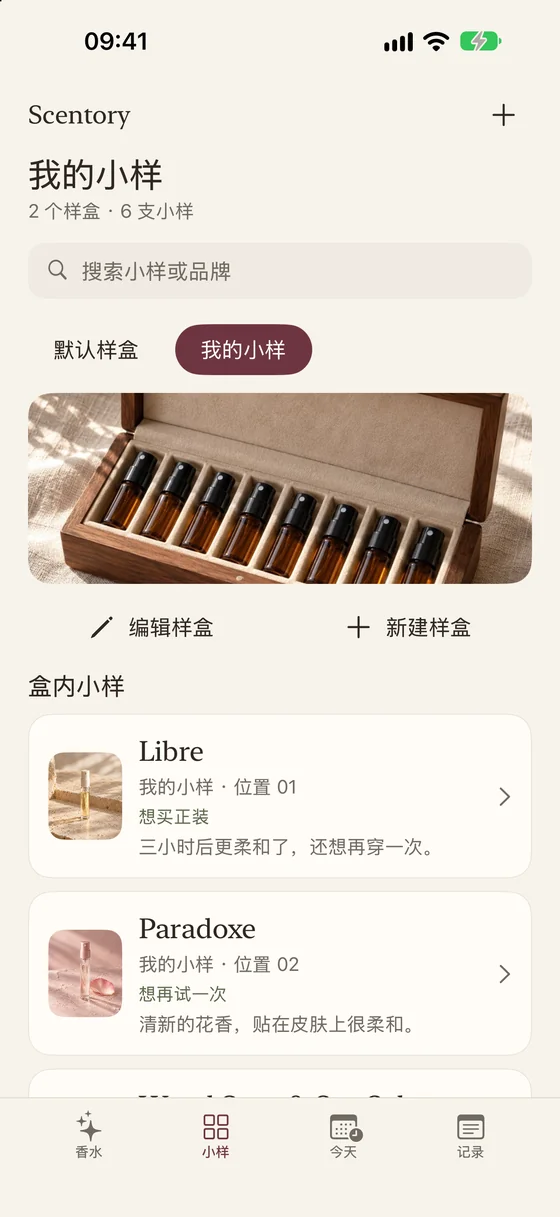 09:41
Scentory
我的小样
2 个样盒 · 6 支小样
搜索小样或品牌
默认样盒
我的小样
编辑样盒
新建样盒
盒内小样
Libre
我的小样 · 位置 01
想买正装
三小时后更柔和了，还想再穿一次。
Paradoxe
我的小样 · 位置 02
想再试一次
清新的花香，贴在皮肤上很柔和。
香水
小样
今天
记录